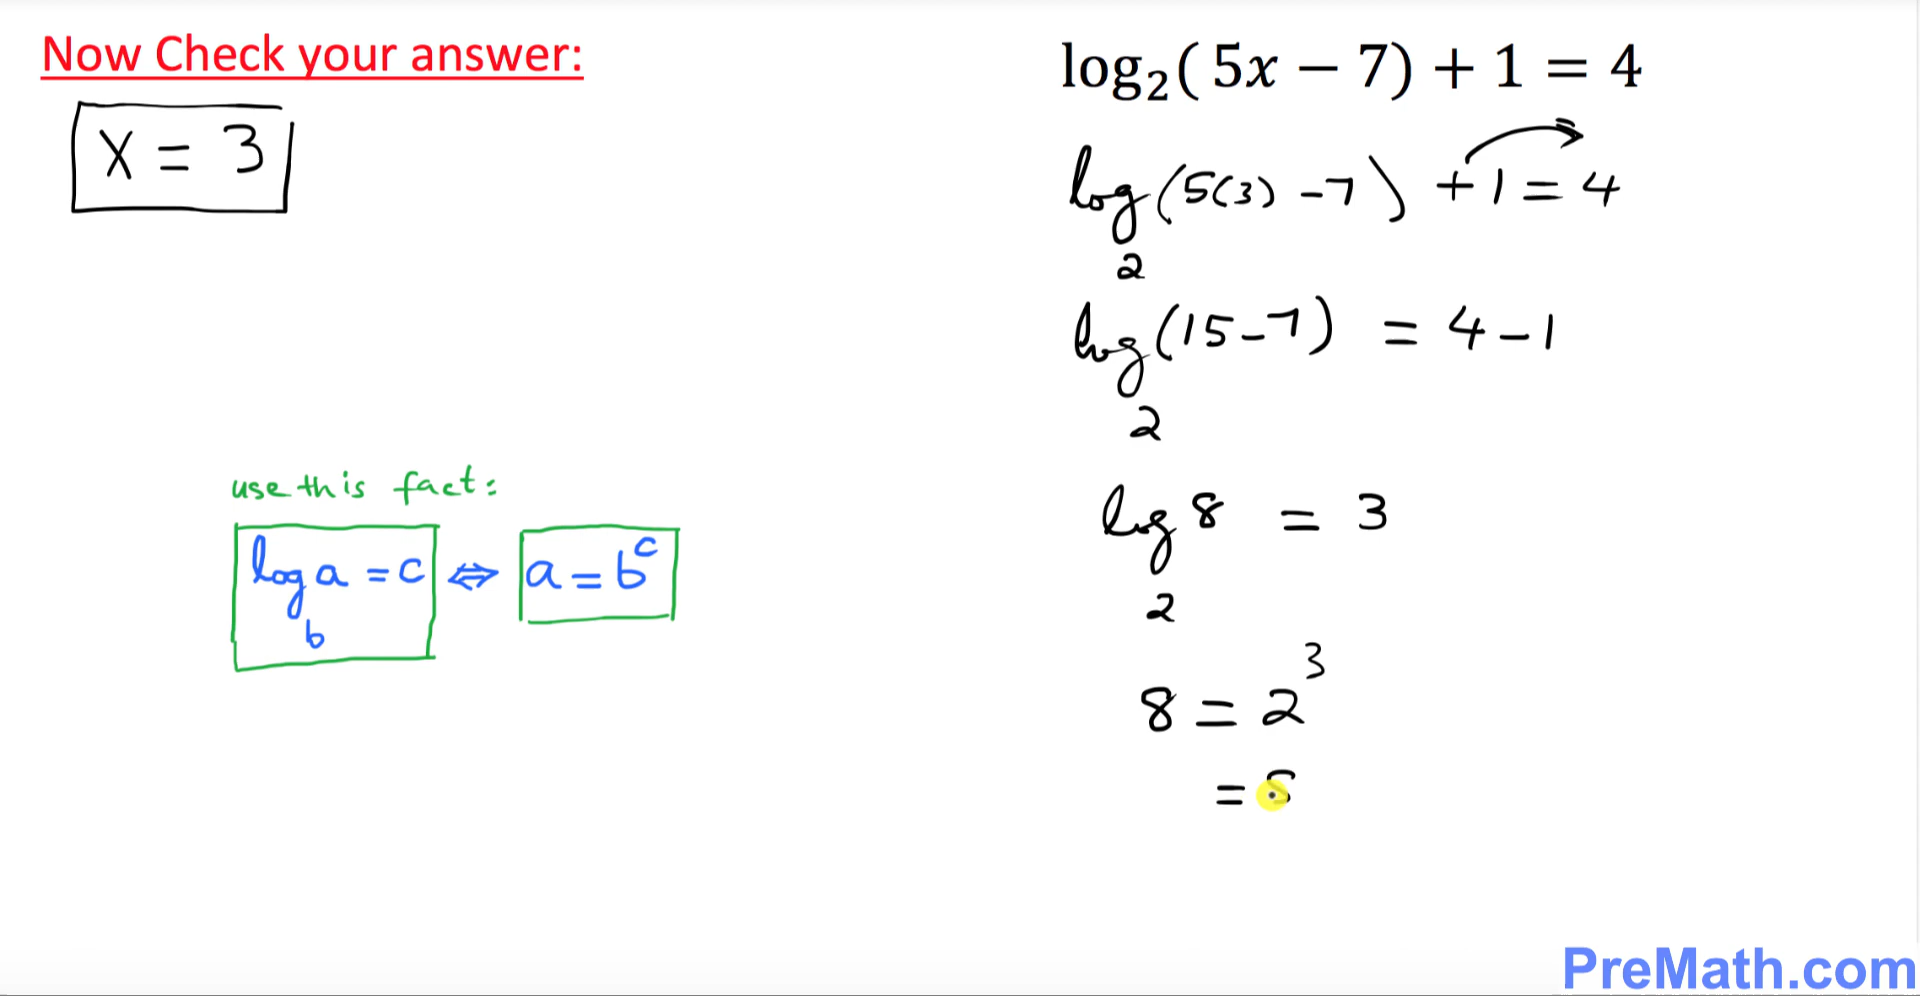 Now Check your answer:
x = 3
use this fact:
log_b a = c ⇔ a = b^c
log₂( 5x − 7) + 1 = 4
log₂(5(3) − 7) + 1 = 4
log₂(15 − 7) = 4 − 1
log₂ 8 = 3
8 = 2³
=
PreMath.com